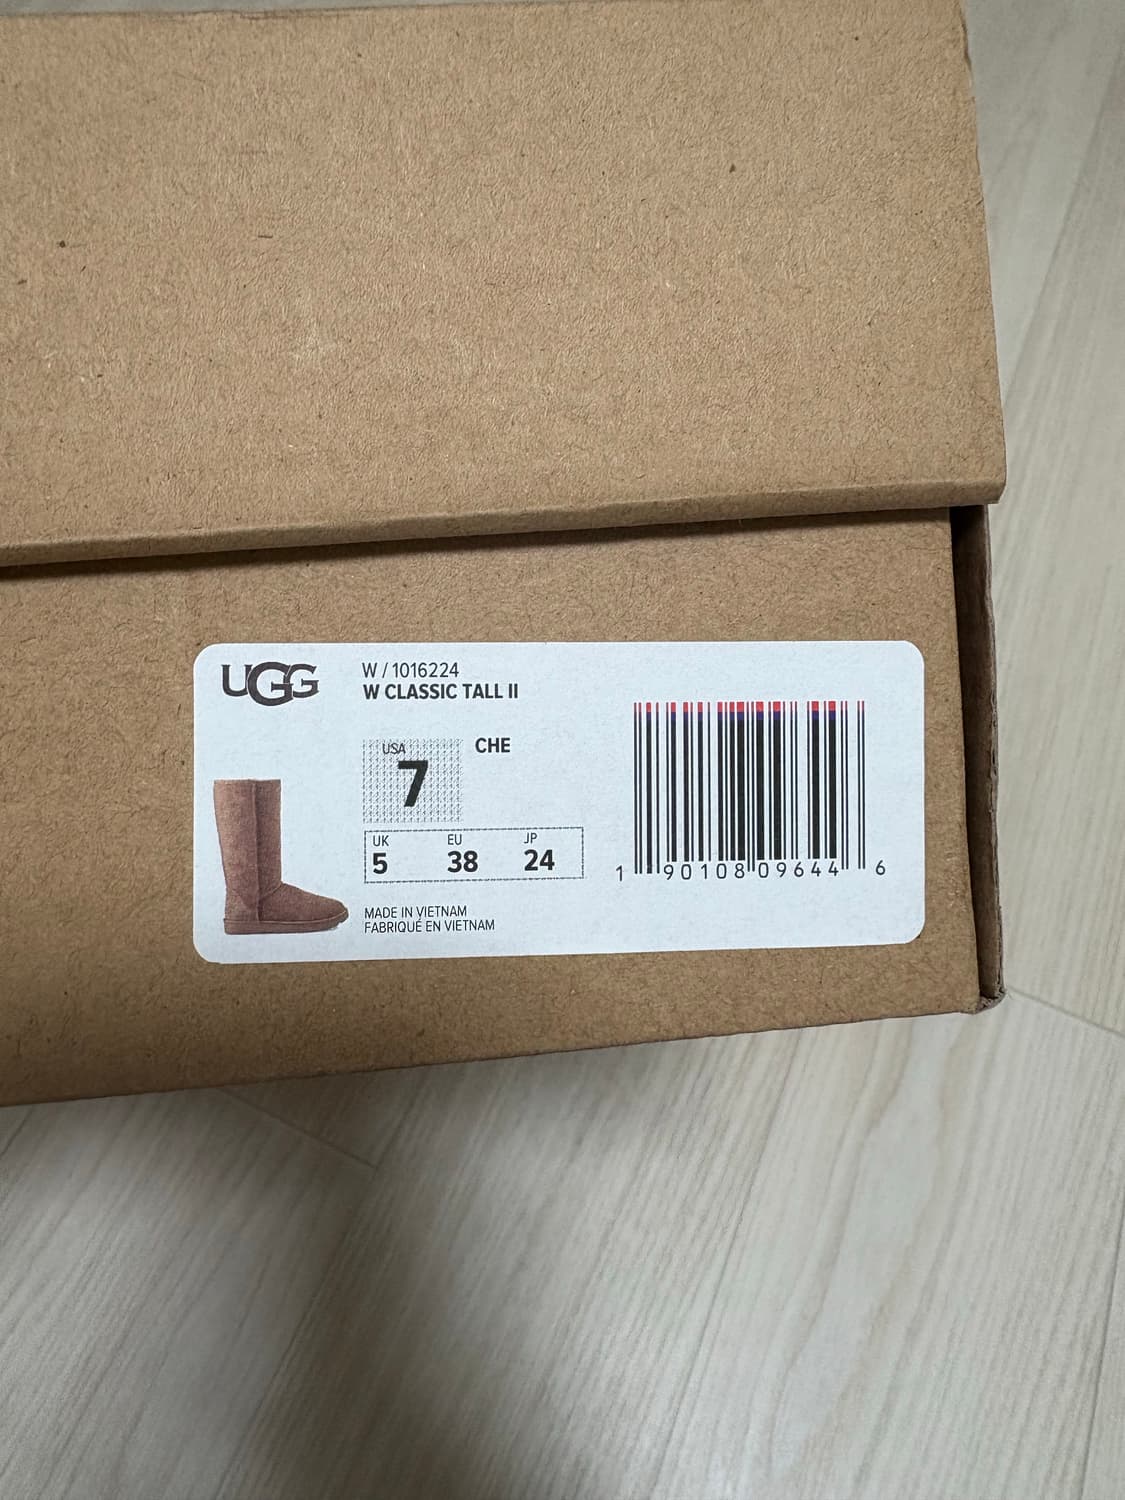 UGG
W / 1016224
W CLASSIC TALL II
USA
7
CHE
UK EU JP
5 38 24
MADE IN VIETNAM
FABRIQUÉ EN VIETNAM
1 90108 09644 6